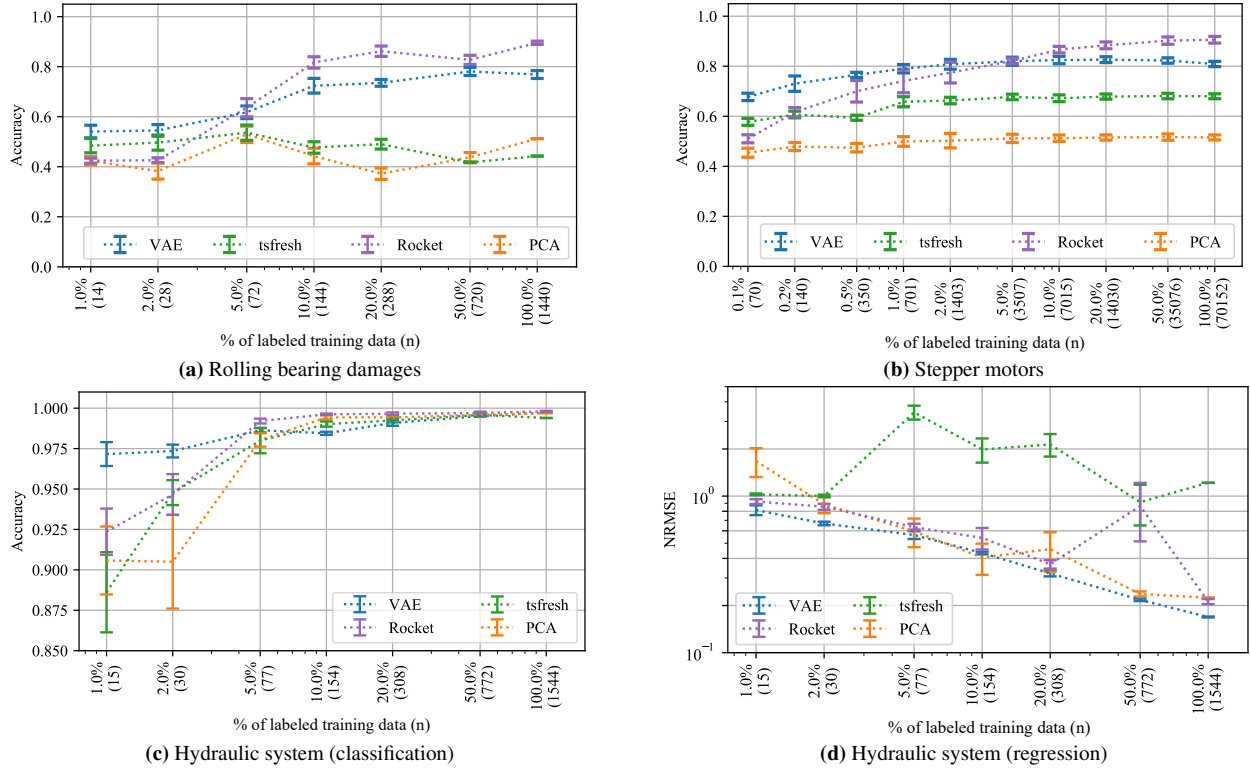 1.0
0.8
0.6
0.4
0.2
0.0
Accuracy
VAE tsfresh Rocket PCA
1.0% (14)
2.0% (28)
5.0% (72)
10.0% (144)
20.0% (288)
50.0% (720)
100.0% (1440)
% of labeled training data (n)
(a) Rolling bearing damages
1.0
0.8
0.6
0.4
0.2
0.0
Accuracy
VAE tsfresh Rocket PCA
0.1% (70)
0.2% (140)
0.5% (350)
1.0% (701)
2.0% (1403)
5.0% (3507)
10.0% (7015)
20.0% (14030)
50.0% (35076)
100.0% (70152)
% of labeled training data (n)
(b) Stepper motors
1.000
0.975
0.950
0.925
0.900
0.875
0.850
Accuracy
VAE tsfresh
Rocket PCA
1.0% (15)
2.0% (30)
5.0% (77)
10.0% (154)
20.0% (308)
50.0% (772)
100.0% (1544)
% of labeled training data (n)
(c) Hydraulic system (classification)
10⁰
10⁻¹
NRMSE
VAE tsfresh
Rocket PCA
1.0% (15)
2.0% (30)
5.0% (77)
10.0% (154)
20.0% (308)
50.0% (772)
100.0% (1544)
% of labeled training data (n)
(d) Hydraulic system (regression)